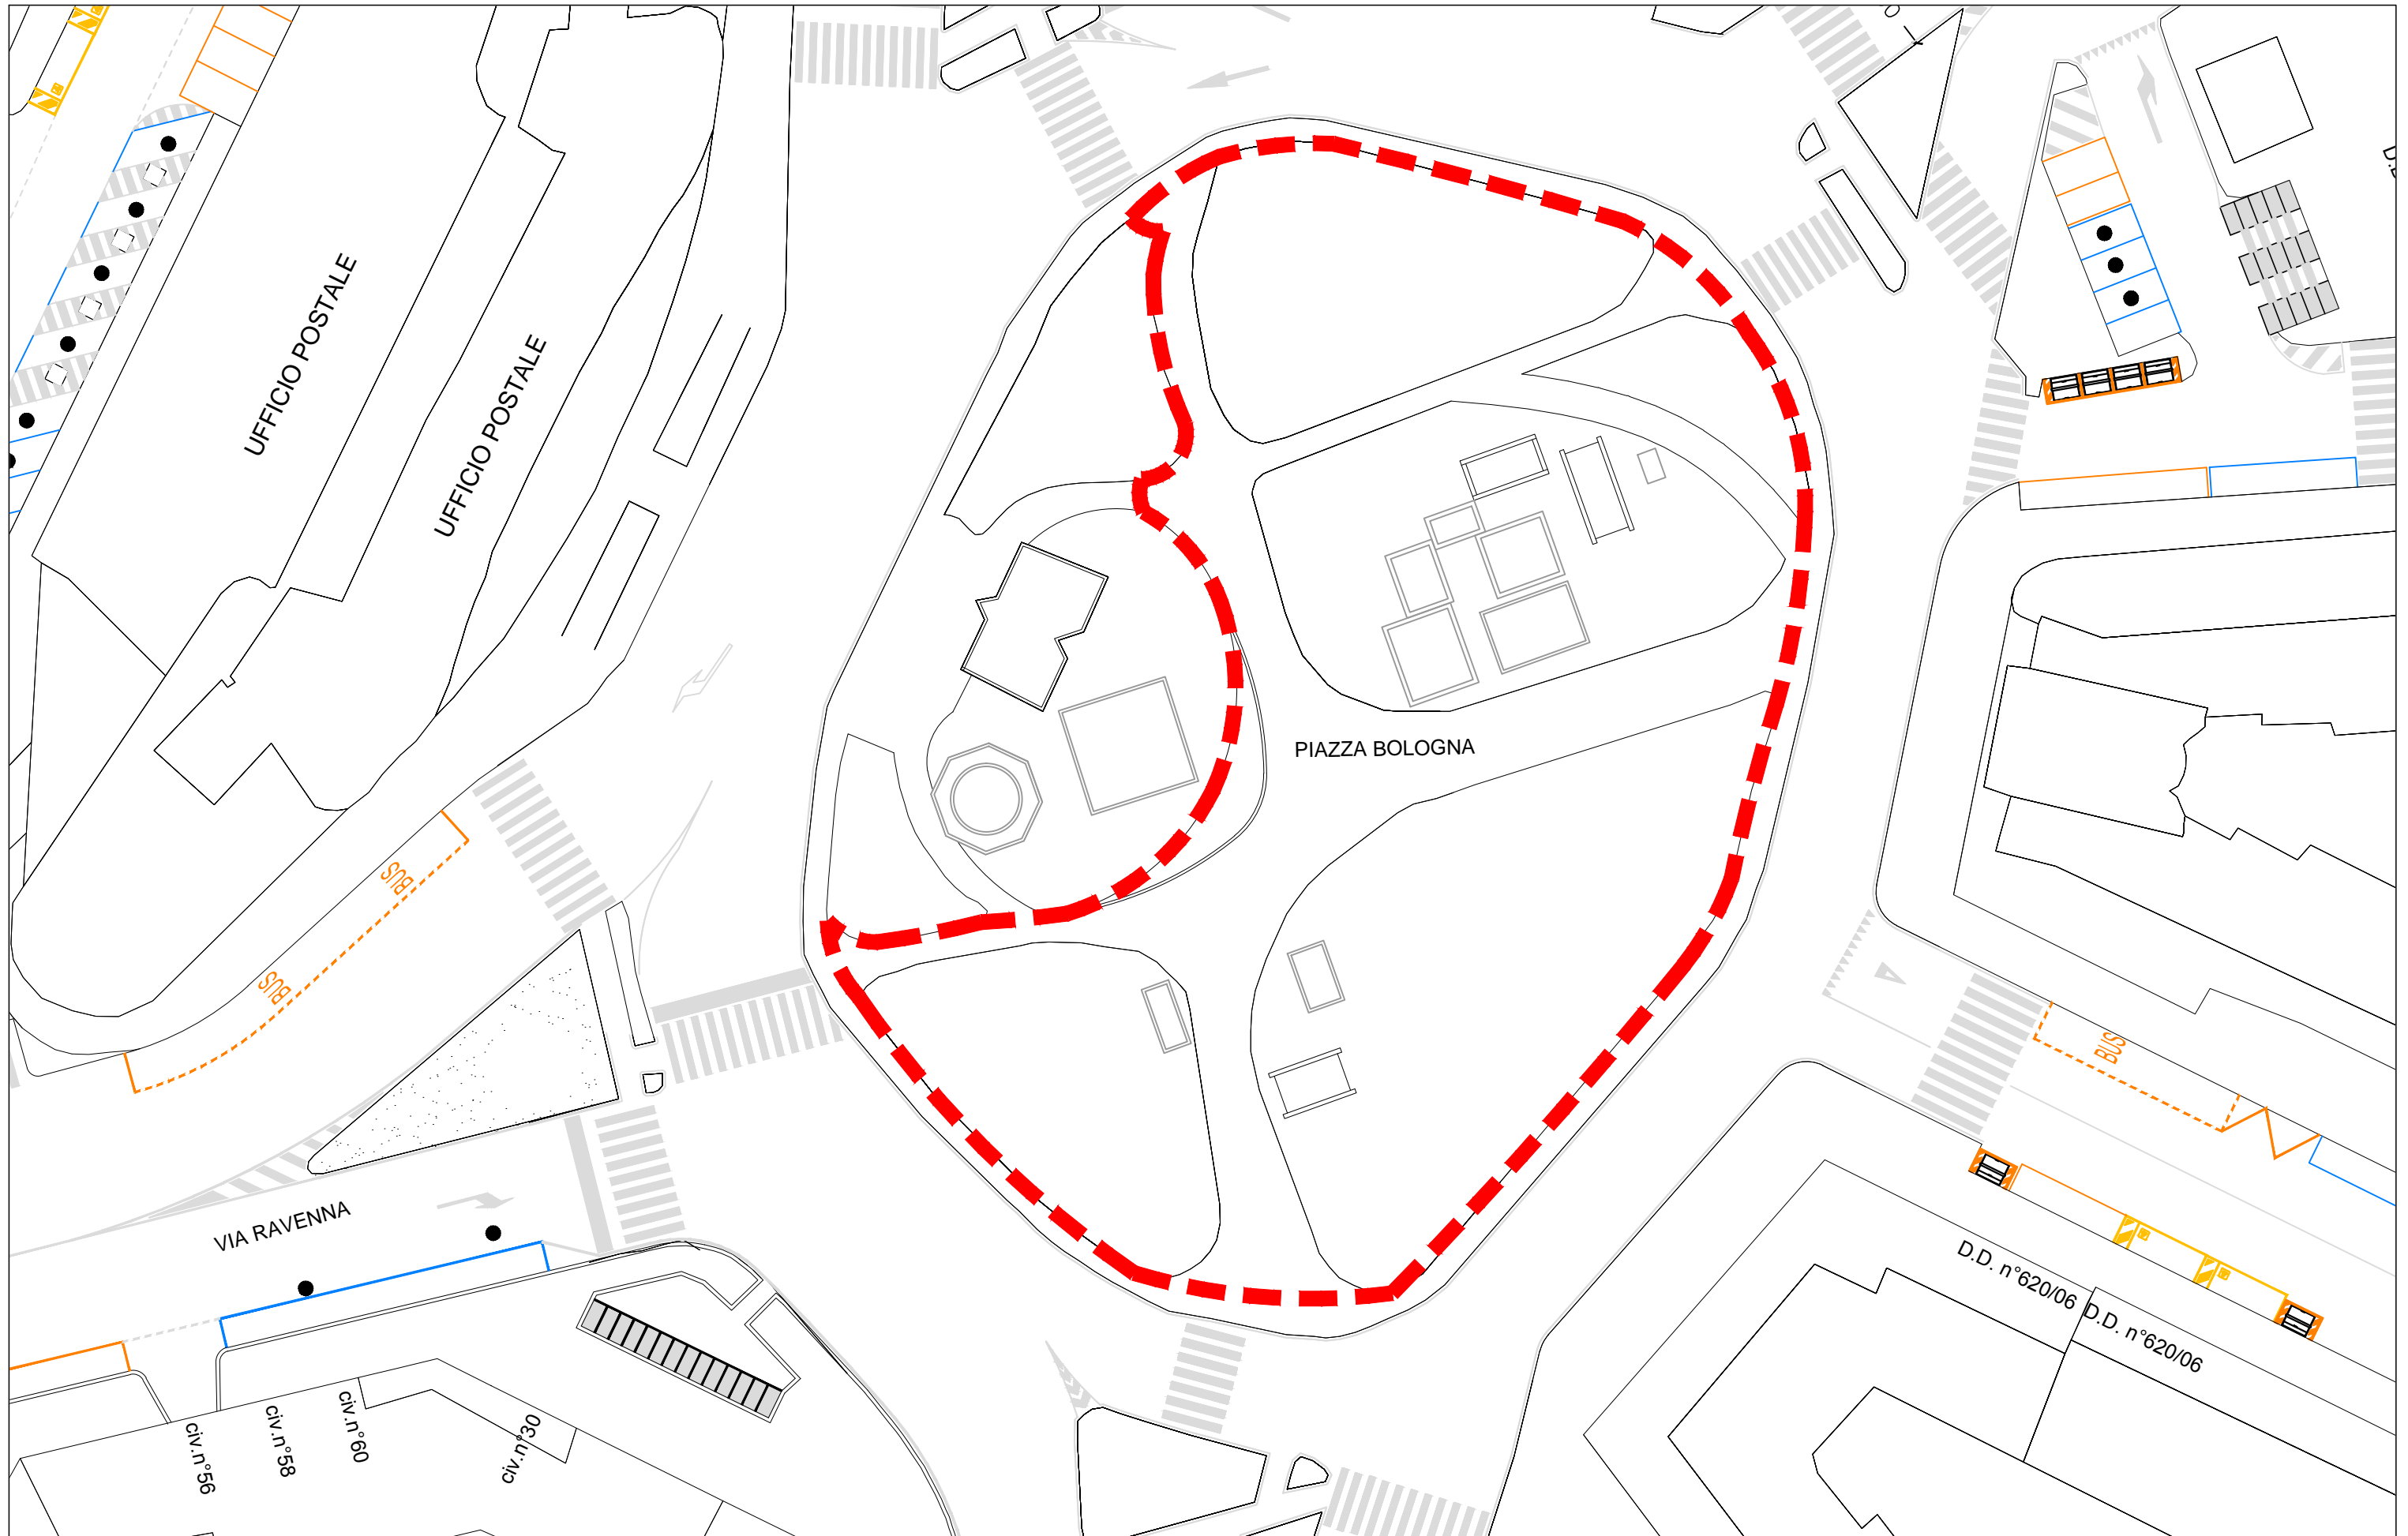 UFFICIO POSTALE
UFFICIO POSTALE
PIAZZA BOLOGNA
BUS
BUS
BUS
VIA RAVENNA
D.D. n°620/06
D.D. n°620/06
civ.n°56
civ.n°58
civ.n°60
civ.n°30